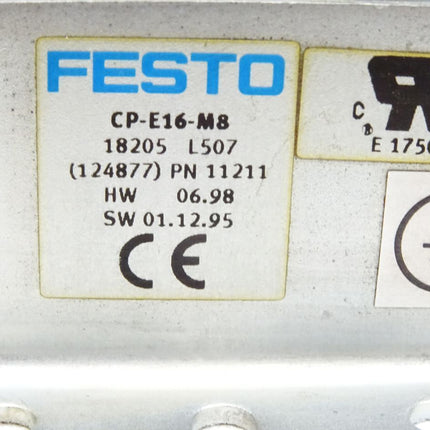 FESTO
CP-E16-M8
18205 L507
(124877) PN 11211
HW 06.98
SW 01.12.95
CE
C
E 1750